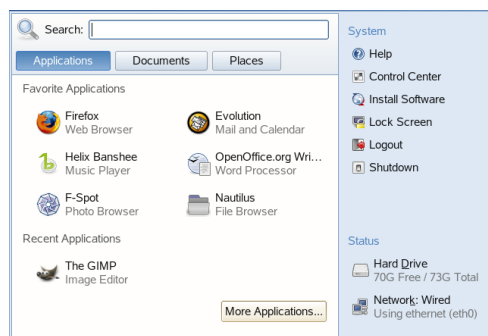 Search:
Applications Documents Places
Favorite Applications
Firefox
Web Browser
Evolution
Mail and Calendar
Helix Banshee
Music Player
OpenOffice.org Wri...
Word Processor
F-Spot
Photo Browser
Nautilus
File Browser
Recent Applications
The GIMP
Image Editor
More Applications...
System
Help
Control Center
Install Software
Lock Screen
Logout
Shutdown
Status
Hard Drive
70G Free / 73G Total
Network: Wired
Using ethernet (eth0)